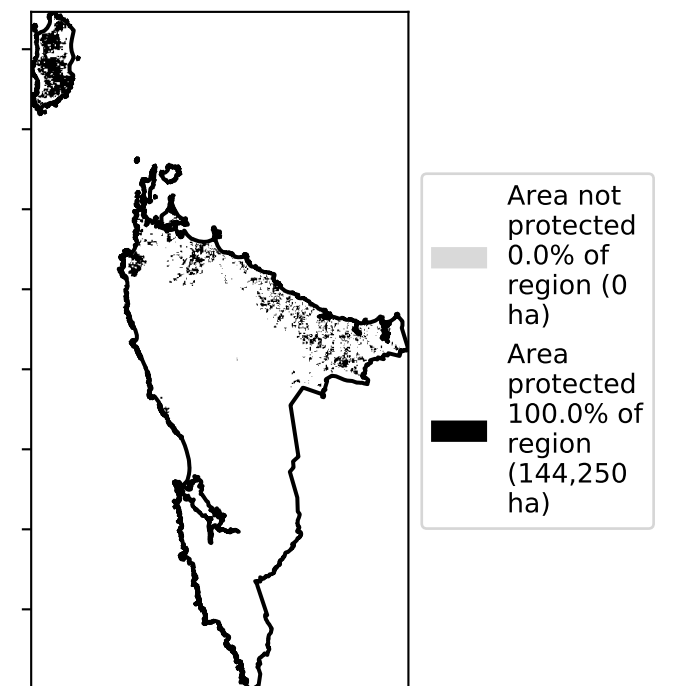 Area not
protected
0.0% of
region (0
ha)
Area
protected
100.0% of
region
(144,250
ha)